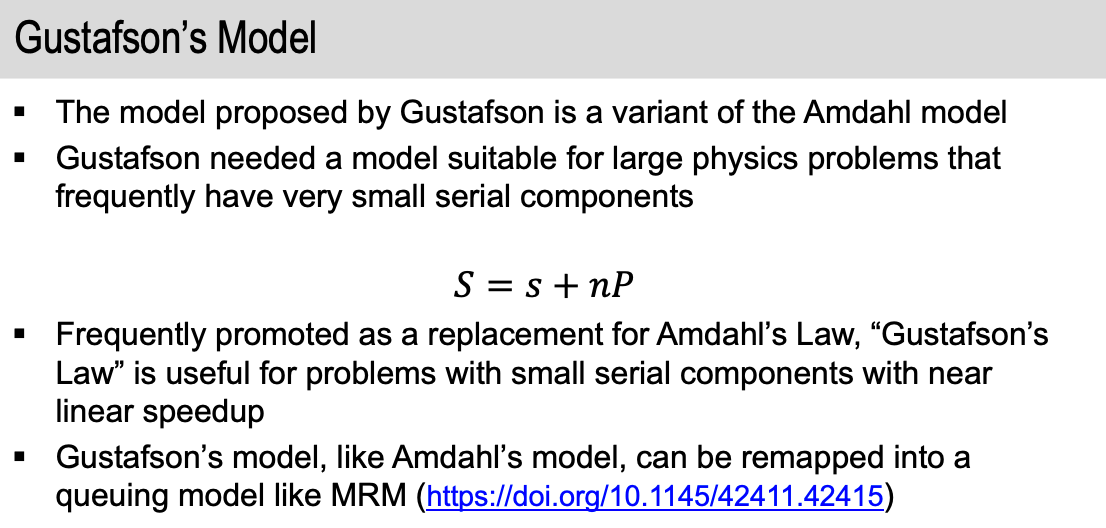 Gustafson's Model
▪ The model proposed by Gustafson is a variant of the Amdahl model
▪ Gustafson needed a model suitable for large physics problems that
frequently have very small serial components
S = s + nP
▪ Frequently promoted as a replacement for Amdahl's Law, “Gustafson's
Law” is useful for problems with small serial components with near
linear speedup
▪ Gustafson's model, like Amdahl's model, can be remapped into a
queuing model like MRM (https://doi.org/10.1145/42411.42415)